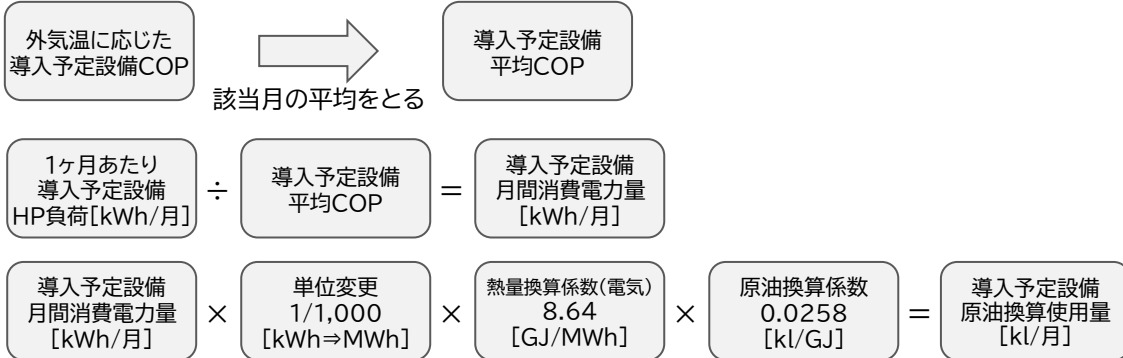 外気温に応じた
導入予定設備COP
該当月の平均をとる
導入予定設備
平均COP
1ヶ月あたり
導入予定設備
HP負荷[kWh/月]
÷
導入予定設備
平均COP
=
導入予定設備
月間消費電力量
[kWh/月]
導入予定設備
月間消費電力量
[kWh/月]
×
単位変更
1/1,000
[kWh⇒MWh]
×
熱量換算係数(電気)
8.64
[GJ/MWh]
×
原油換算係数
0.0258
[kl/GJ]
=
導入予定設備
原油換算使用量
[kl/月]